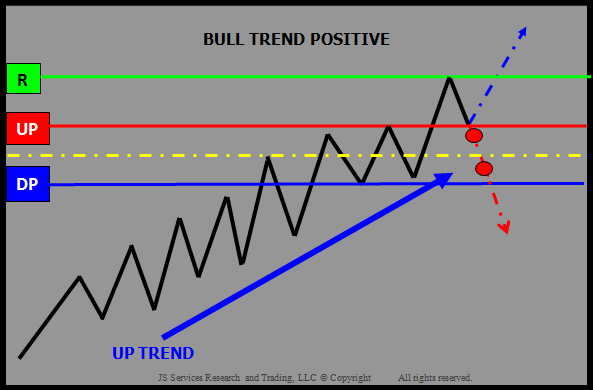 BULL TREND POSITIVE
R
UP
DP
UP TREND
JS Services Research and Trading, LLC © Copyright All rights reserved.